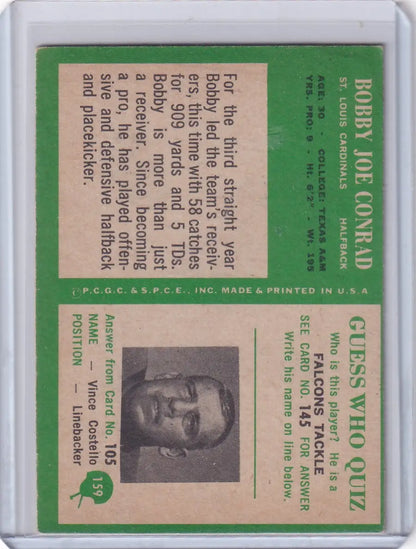 BOBBY JOE CONRAD
ST. LOUIS CARDINALS HALFBACK
AGE: 30 - COLLEGE: TEXAS A&M
YRS. PRO: 9 - Ht. 6'2" - Wt. 195
For the third straight year
Bobby led the team's receiv-
ers, this time with 58 catches
for 909 yards and 5 TDs.
Bobby is more than just
a receiver. Since becoming
a pro, he has played offen-
sive and defensive halfback
and placekicker.
©P.C.G.C. & S.P.C.E., INC. MADE & PRINTED IN U.S.A.
GUESS WHO QUIZ
Who is this player? He is a
FALCONS TACKLE
SEE CARD NO. 145 FOR ANSWER
Write his name on line below.
Answer from Card No. 105
NAME — Vince Costello
POSITION — Linebacker
159